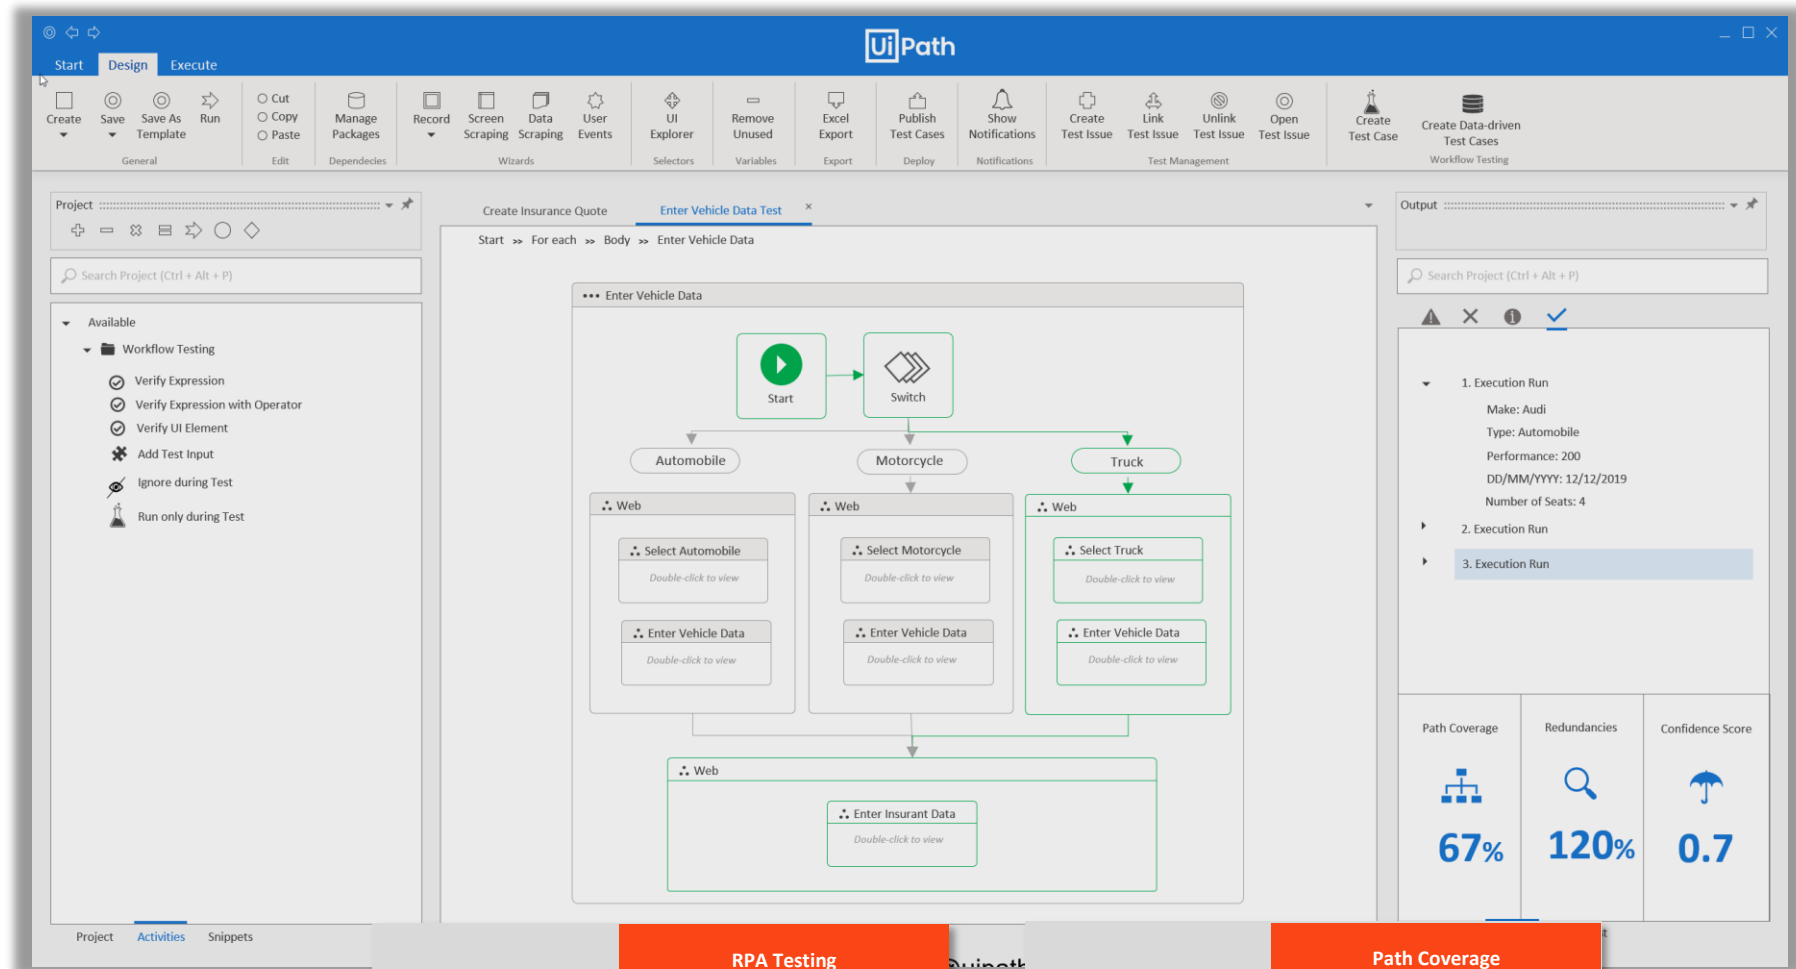 UiPath
Start Design Execute
Create Save Save As Template Run
General
Cut
Copy
Paste
Edit
Manage Packages
Dependecies
Record Screen Scraping Data Scraping User Events
Wizards
UI Explorer
Selectors
Remove Unused
Variables
Excel Export
Export
Publish Test Cases
Deploy
Show Notifications
Notifications
Create Test Issue Link Test Issue Unlink Test Issue Open Test Issue
Test Management
Create Test Case Create Data-driven Test Cases
Workflow Testing
Project
Search Project (Ctrl + Alt + P)
Available
Workflow Testing
Verify Expression
Verify Expression with Operator
Verify UI Element
Add Test Input
Ignore during Test
Run only during Test
Project Activities Snippets
Create Insurance Quote Enter Vehicle Data Test ×
Start >> For each >> Body >> Enter Vehicle Data
••• Enter Vehicle Data
Start Switch
Automobile Motorcycle Truck
Web Web Web
Select Automobile Select Motorcycle Select Truck
Double-click to view Double-click to view Double-click to view
Enter Vehicle Data Enter Vehicle Data Enter Vehicle Data
Double-click to view Double-click to view Double-click to view
Web
Enter Insurant Data
Double-click to view
Output
Search Project (Ctrl + Alt + P)
1. Execution Run
Make: Audi
Type: Automobile
Performance: 200
DD/MM/YYYY: 12/12/2019
Number of Seats: 4
2. Execution Run
3. Execution Run
Path Coverage Redundancies Confidence Score
67% 120% 0.7
RPA Testing Path Coverage